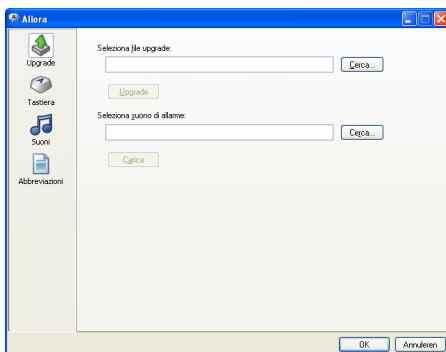 Allora
Upgrade
Tastiera
Suoni
Abbreviazioni
Seleziona file upgrade:
Cerca...
Upgrade
Seleziona suono di allarme:
Cerca...
Carica
OK
Annuleren